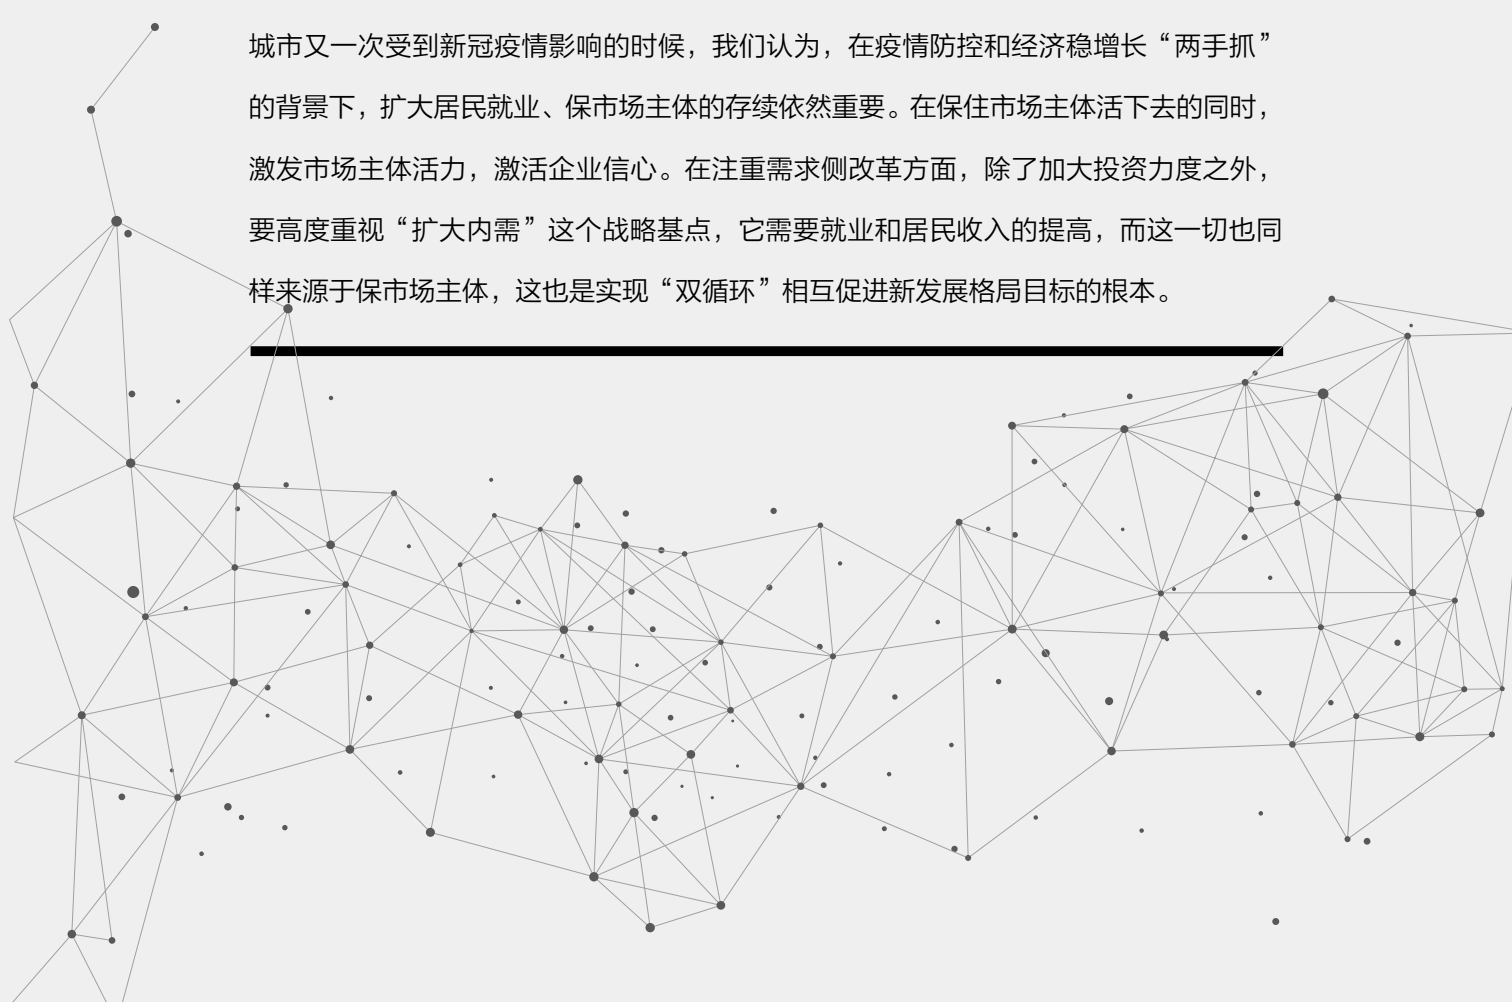 城市又一次受到新冠疫情影响的时候，我们认为，在疫情防控和经济稳增长“两手抓”
的背景下，扩大居民就业、保市场主体的存续依然重要。在保住市场主体活下去的同时，
激发市场主体活力，激活企业信心。在注重需求侧改革方面，除了加大投资力度之外，
要高度重视“扩大内需”这个战略基点，它需要就业和居民收入的提高，而这一切也同
样来源于保市场主体，这也是实现“双循环”相互促进新发展格局目标的根本。